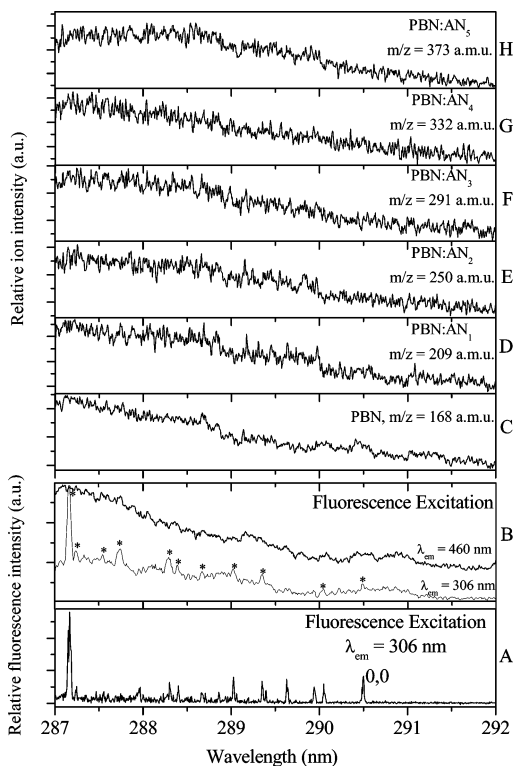 PBN:AN5
m/z = 373 a.m.u.
H
PBN:AN4
m/z = 332 a.m.u.
G
PBN:AN3
m/z = 291 a.m.u.
F
PBN:AN2
m/z = 250 a.m.u.
E
PBN:AN1
m/z = 209 a.m.u.
D
PBN, m/z = 168 a.m.u.
C
Relative ion intensity (a.u.)
Fluorescence Excitation
λem = 460 nm
λem = 306 nm
B
* * * * * * * * * * *
Fluorescence Excitation
λem = 306 nm
0,0
A
Relative fluorescence intensity (a.u.)
287 288 289 290 291 292
Wavelength (nm)